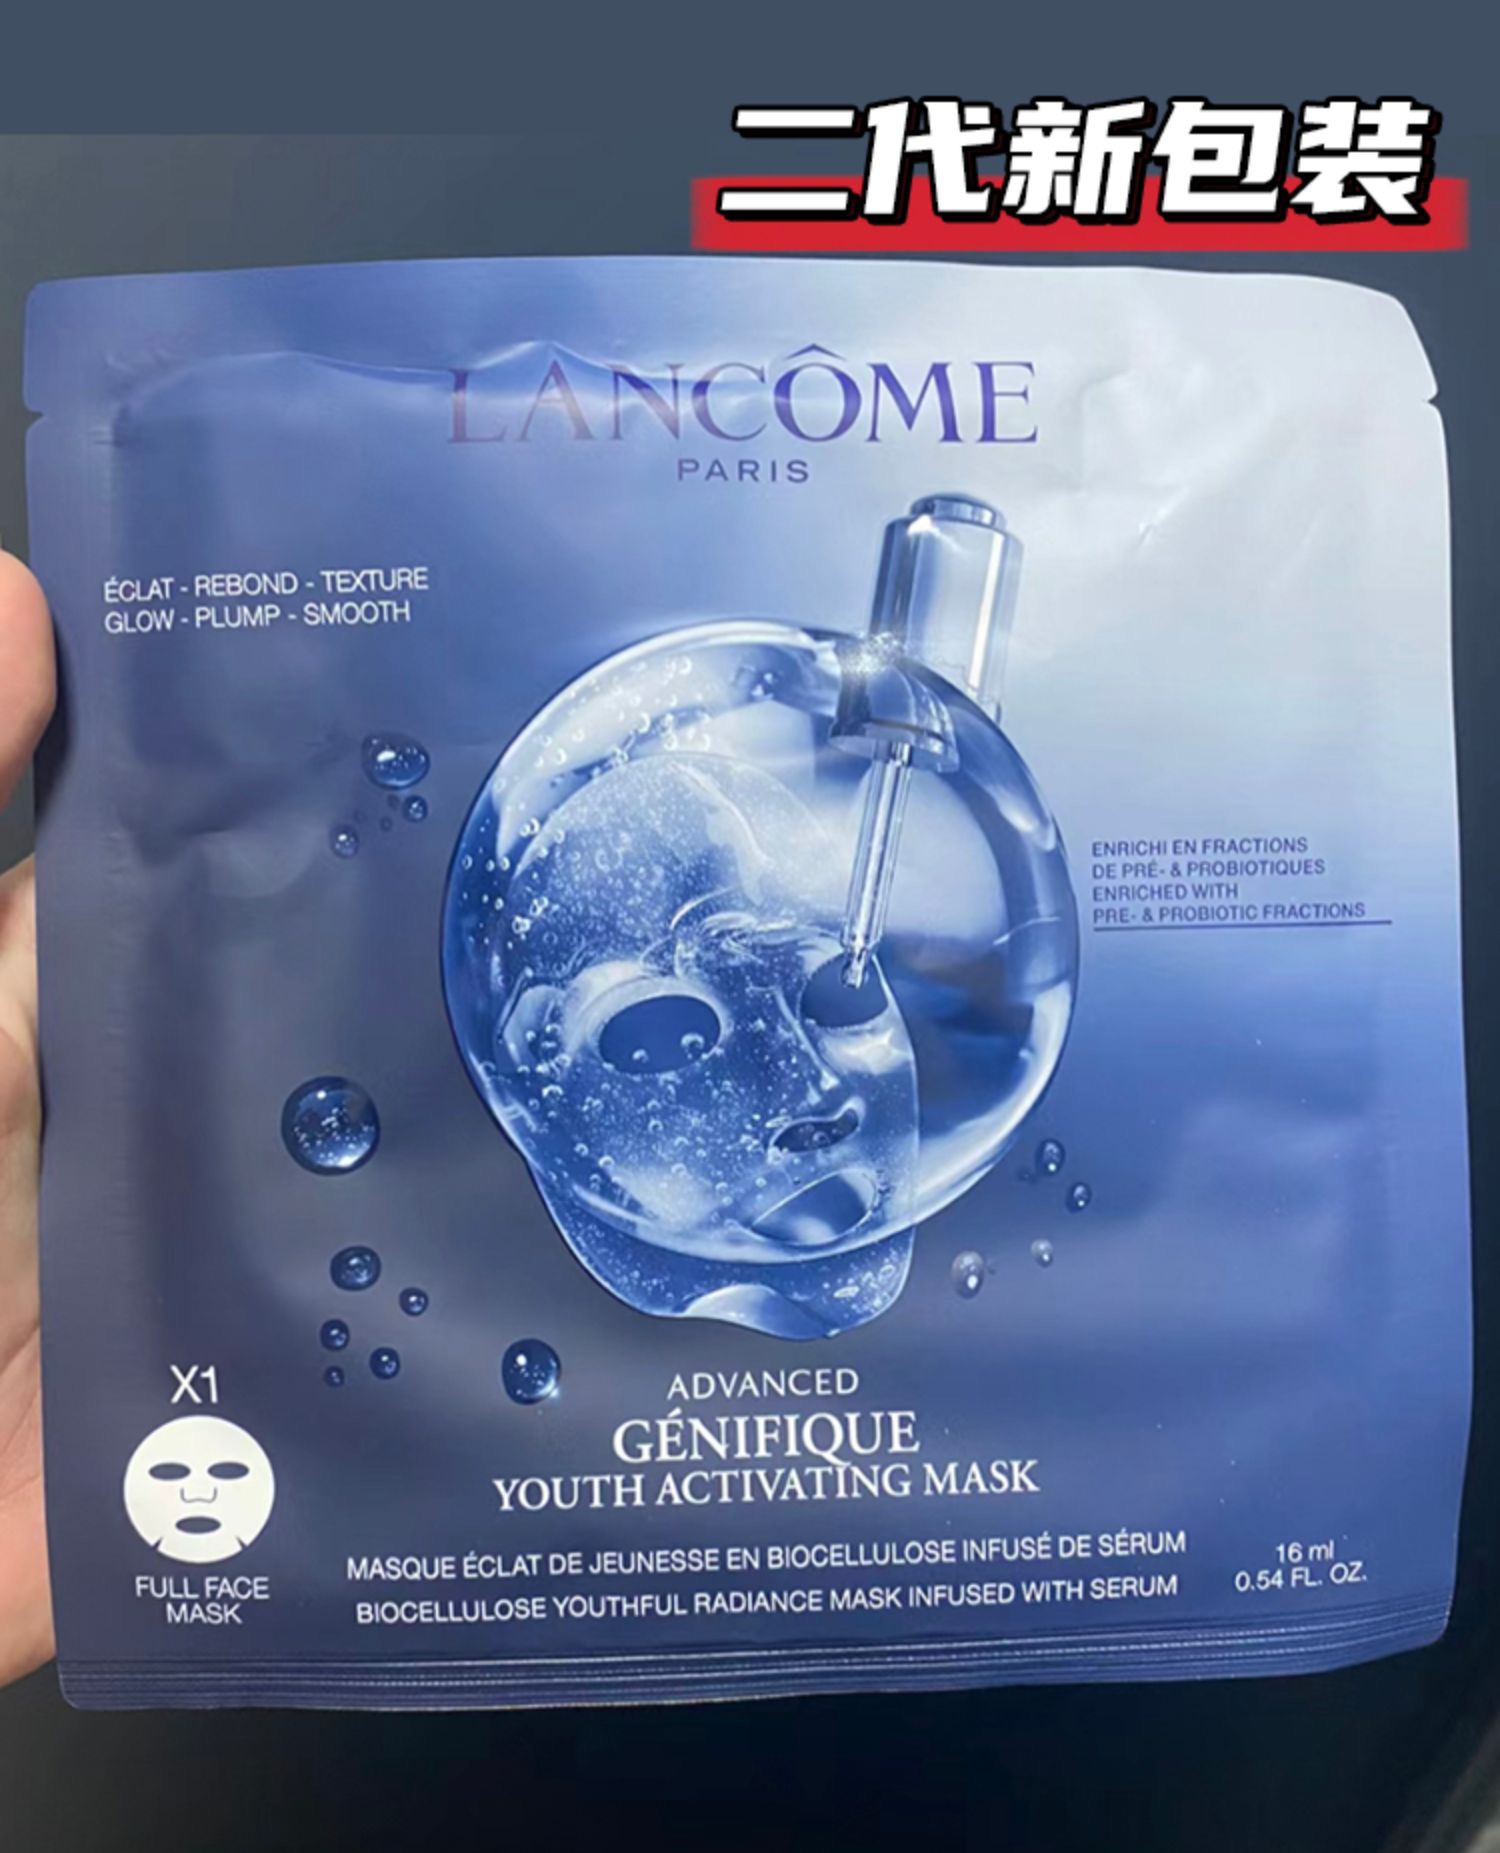 二代新包装
LANCÔME
PARIS
ÉCLAT - REBOND - TEXTURE
GLOW - PLUMP - SMOOTH
ENRICHI EN FRACTIONS
DE PRÉ- & PROBIOTIQUES
ENRICHED WITH
PRE- & PROBIOTIC FRACTIONS
X1
FULL FACE
MASK
ADVANCED
GÉNIFIQUE
YOUTH ACTIVATING MASK
MASQUE ÉCLAT DE JEUNESSE EN BIOCELLULOSE INFUSÉ DE SÉRUM
BIOCELLULOSE YOUTHFUL RADIANCE MASK INFUSED WITH SERUM
16 ml
0.54 FL. OZ.